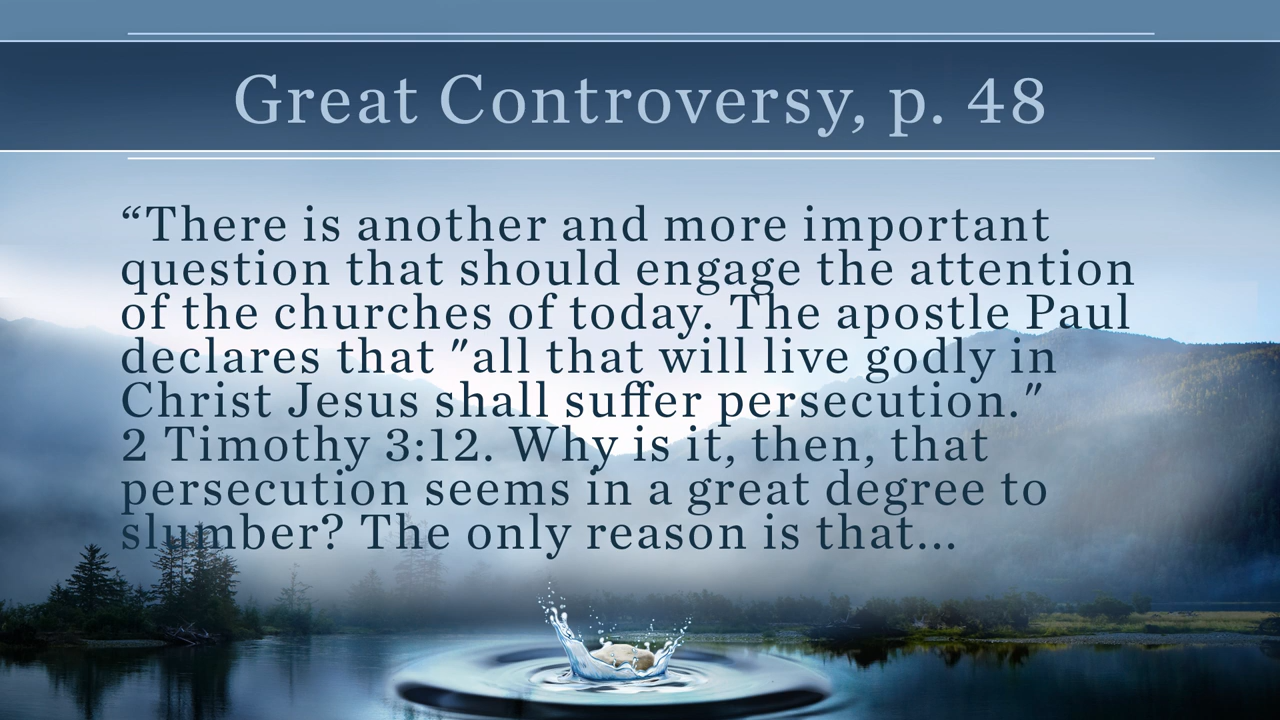 Great Controversy, p. 48
“There is another and more important
question that should engage the attention
of the churches of today. The apostle Paul
declares that "all that will live godly in
Christ Jesus shall suffer persecution."
2 Timothy 3:12. Why is it, then, that
persecution seems in a great degree to
slumber? The only reason is that...